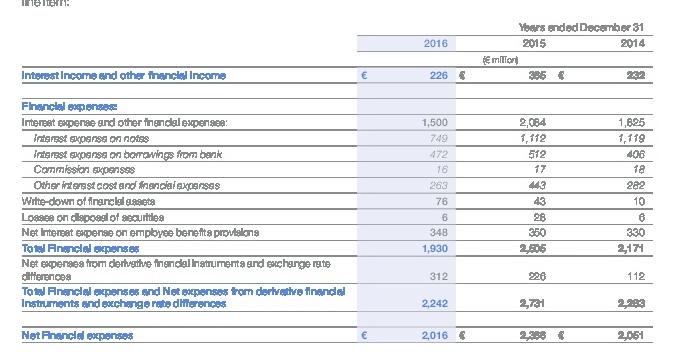 line item:
Years ended December 31
2016 2015 2014
(€ million)
Interest income and other financial income € 226 € 365 € 232
Financial expenses:
Interest expense and other financial expenses: 1,500 2,084 1,825
Interest expense on notes 749 1,112 1,119
Interest expense on borrowings from bank 472 512 406
Commission expenses 16 17 18
Other interest cost and financial expenses 263 443 282
Write-down of financial assets 76 43 10
Losses on disposal of securities 6 28 6
Net interest expense on employee benefits provisions 348 350 330
Total Financial expenses 1,930 2,505 2,171
Net expenses from derivative financial instruments and exchange rate
differences 312 226 112
Total Financial expenses and Net expenses from derivative financial
instruments and exchange rate differences 2,242 2,731 2,283
Net Financial expenses € 2,016 € 2,366 € 2,051